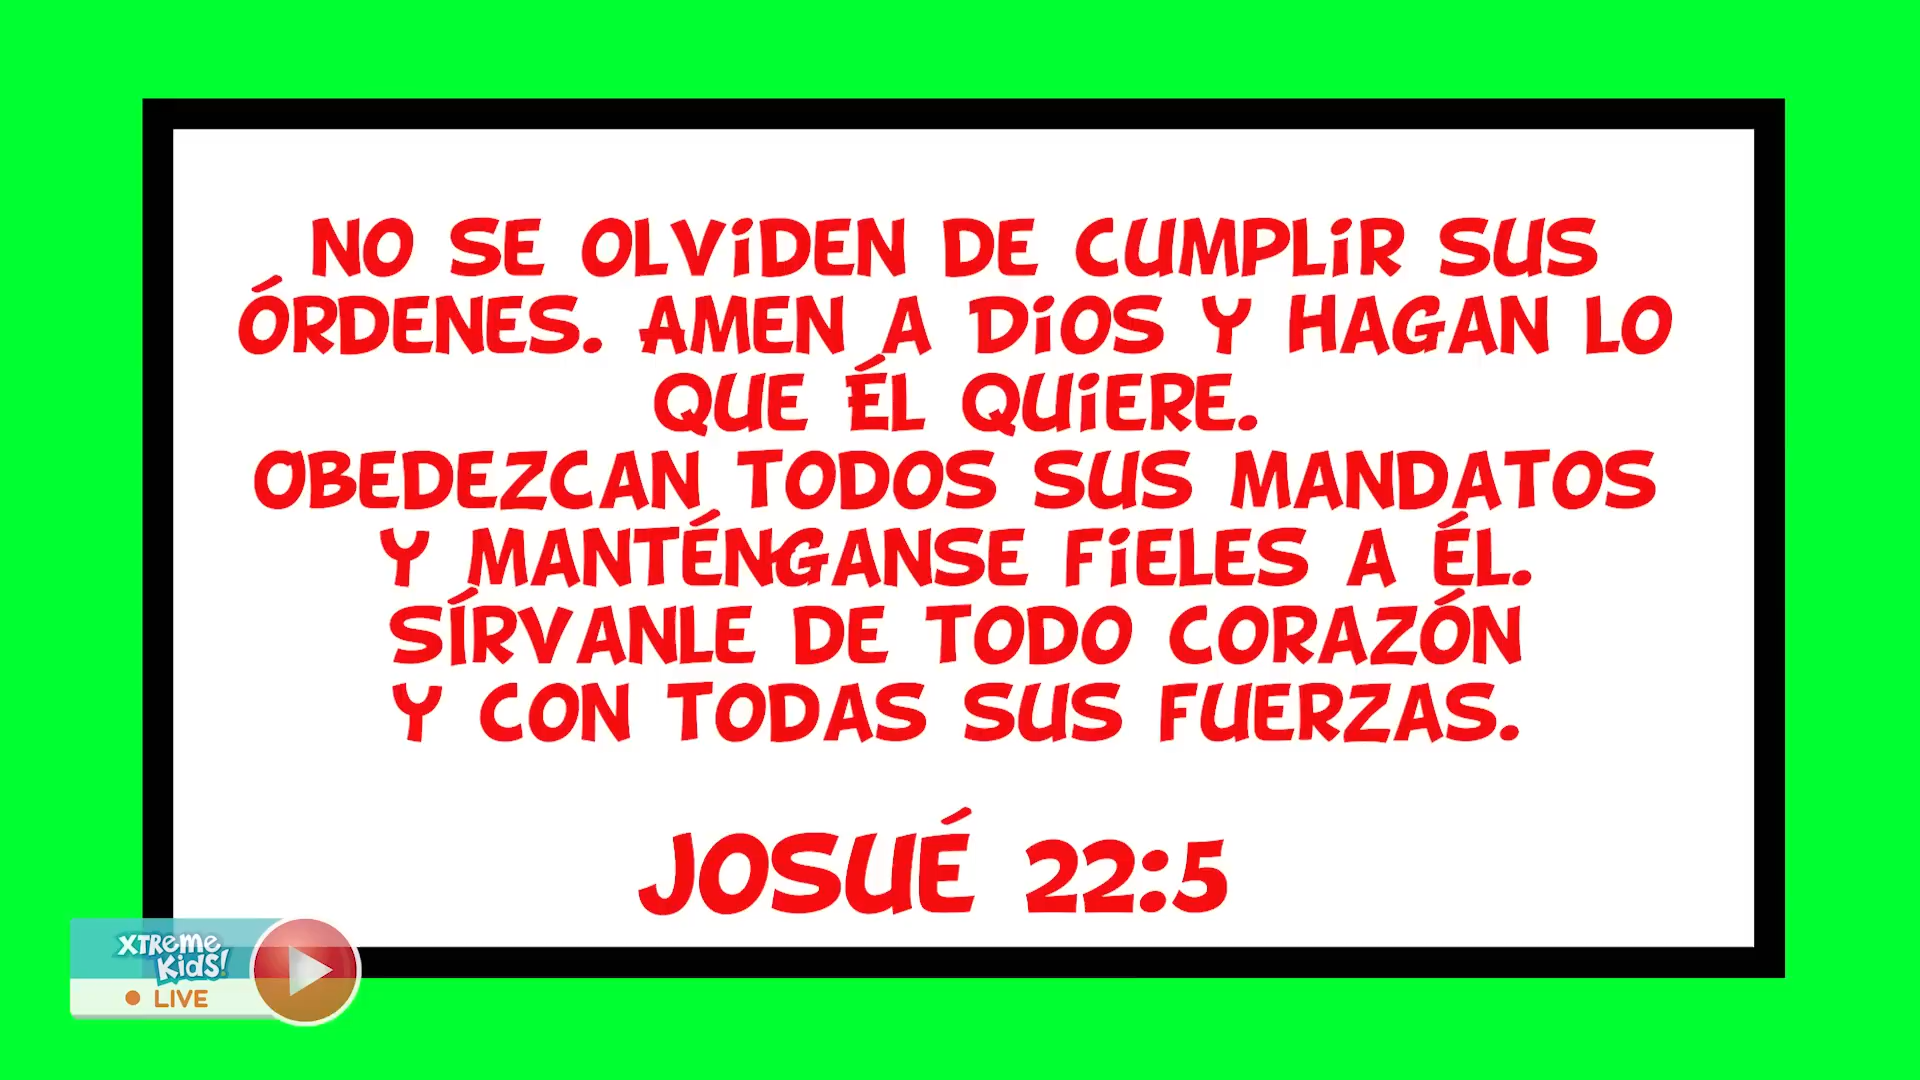 NO SE OLVIDEN DE CUMPLIR SUS
ÓRDENES. AMEN A DIOS Y HAGAN LO
QUE ÉL QUIERE.
OBEDEZCAN TODOS SUS MANDATOS
Y MANTÉNGANSE FIELES A ÉL.
SÍRVANLE DE TODO CORAZÓN
Y CON TODAS SUS FUERZAS.
JOSUÉ 22:5
XTReme
KidS!
LIVE